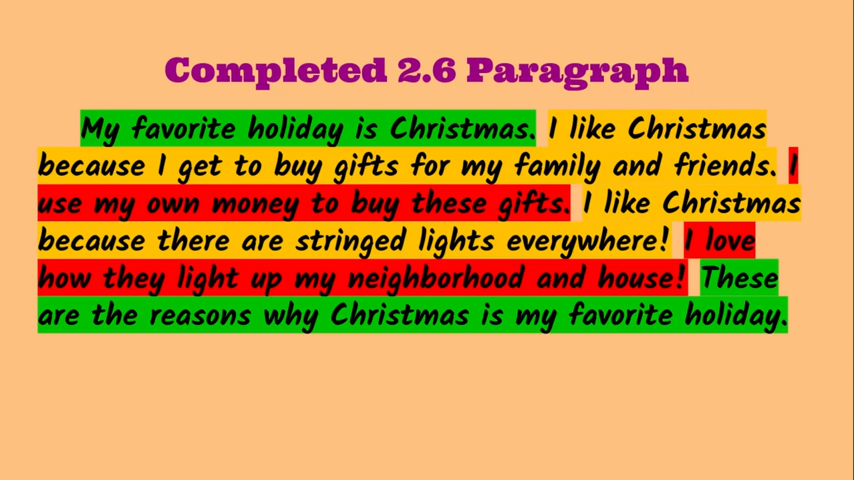 Completed 2.6 Paragraph
My favorite holiday is Christmas. I like Christmas
because I get to buy gifts for my family and friends. I
use my own money to buy these gifts. I like Christmas
because there are stringed lights everywhere! I love
how they light up my neighborhood and house! These
are the reasons why Christmas is my favorite holiday.